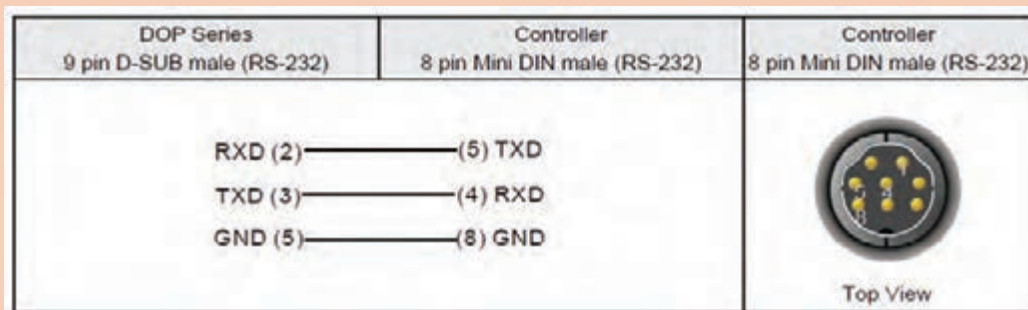 DOP Series
9 pin D-SUB male (RS-232)
Controller
8 pin Mini DIN male (RS-232)
Controller
8 pin Mini DIN male (RS-232)
RXD (2) (5) TXD
TXD (3) (4) RXD
GND (5) (8) GND
Top View